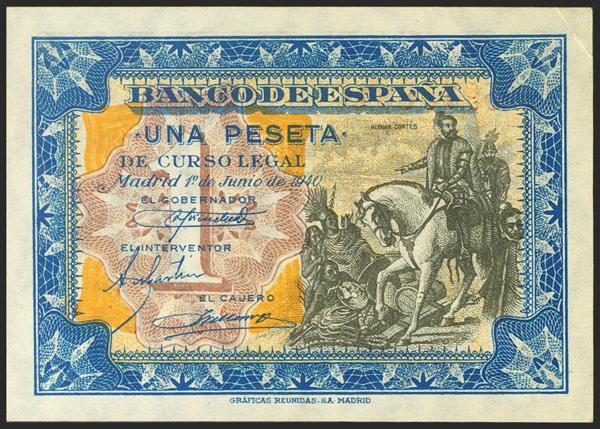 BANCO DE ESPAÑA
HERNAN CORTES
UNA PESETA
DE CURSO LEGAL
Madrid 1º de Junio de 1940
EL GOBERNADOR
EL INTERVENTOR
EL CAJERO
1
GRÁFICAS REUNIDAS, S.A. MADRID